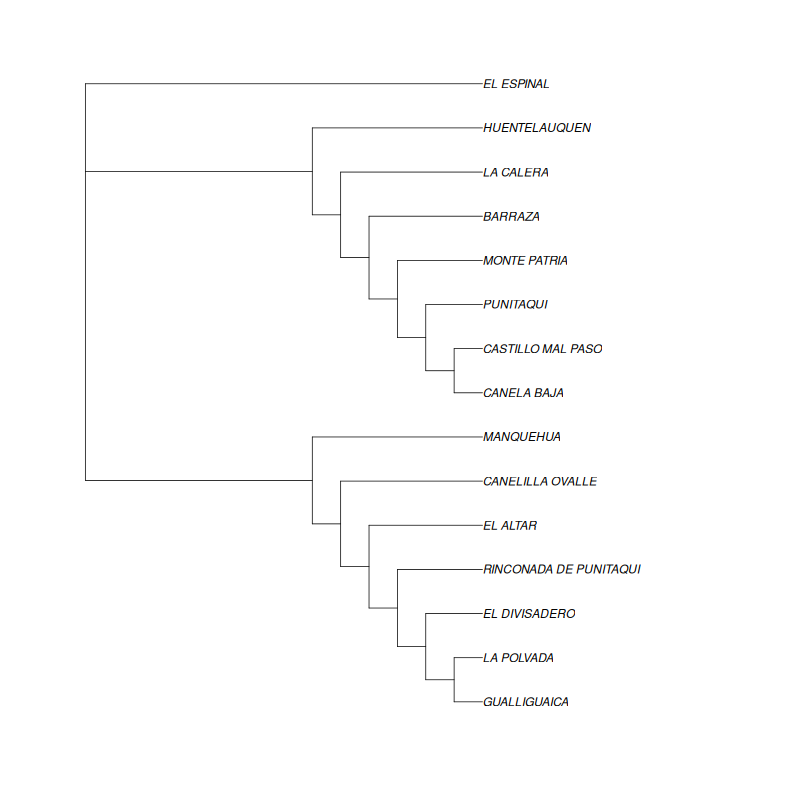 EL ESPINAL
HUENTELAUQUEN
LA CALERA
BARRAZA
MONTE PATRIA
PUNITAQUI
CASTILLO MAL PASO
CANELA BAJA
MANQUEHUA
CANELILLA OVALLE
EL ALTAR
RINCONADA DE PUNITAQUI
EL DIVISADERO
LA POLVADA
GUALLIGUAICA